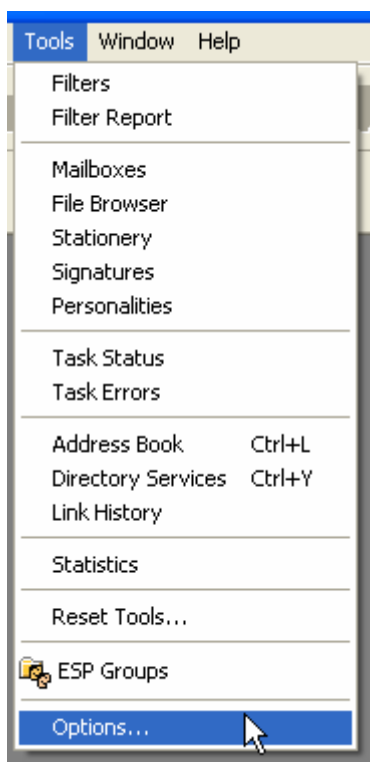 Tools Window Help
Filters
Filter Report
Mailboxes
File Browser
Stationery
Signatures
Personalities
Task Status
Task Errors
Address Book Ctrl+L
Directory Services Ctrl+Y
Link History
Statistics
Reset Tools...
ESP Groups
Options...